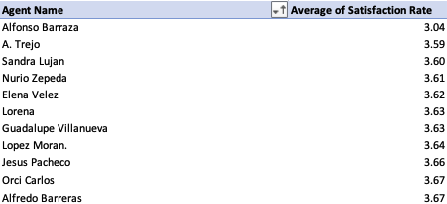 Agent Name Average of Satisfaction Rate
Alfonso Barraza 3.04
A. Trejo 3.59
Sandra Lujan 3.60
Nurio Zepeda 3.61
Elena Velez 3.62
Lorena 3.63
Guadalupe Villanueva 3.63
Lopez Moran. 3.64
Jesus Pacheco 3.66
Orci Carlos 3.67
Alfredo Barreras 3.67